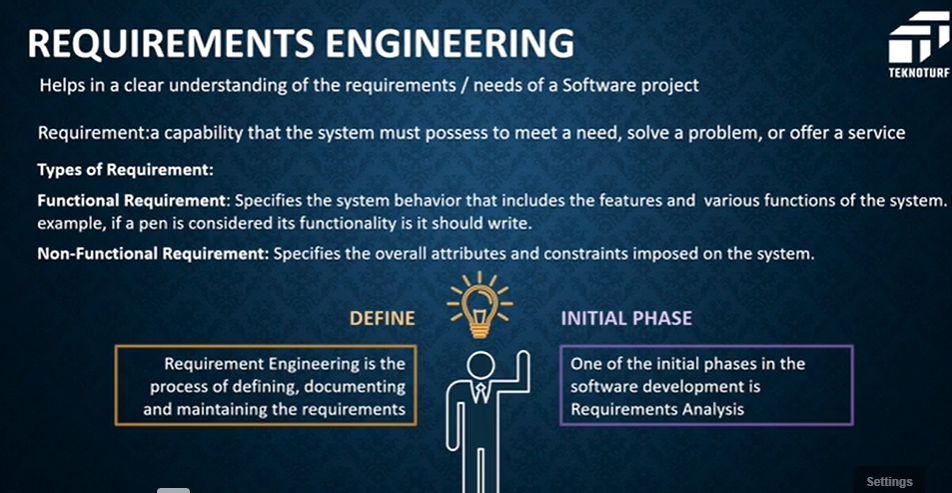 REQUIREMENTS ENGINEERING
TEKNOTURF
Helps in a clear understanding of the requirements / needs of a Software project
Requirement:a capability that the system must possess to meet a need, solve a problem, or offer a service
Types of Requirement:
Functional Requirement: Specifies the system behavior that includes the features and various functions of the system.
example, if a pen is considered its functionality is it should write.
Non-Functional Requirement: Specifies the overall attributes and constraints imposed on the system.
DEFINE
Requirement Engineering is the
process of defining, documenting
and maintaining the requirements
INITIAL PHASE
One of the initial phases in the
software development is
Requirements Analysis
Settings